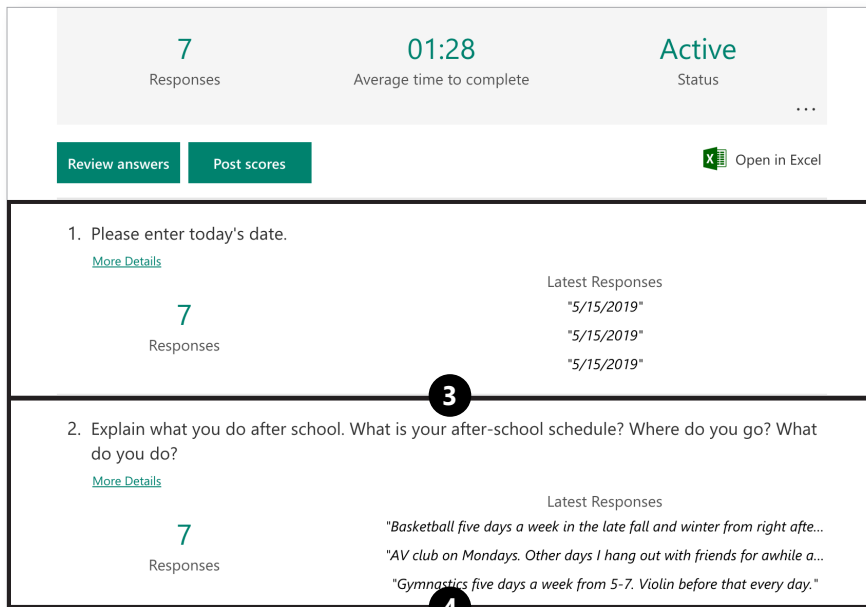 7
Responses
01:28
Average time to complete
Active
Status
...
Review answers
Post scores
Open in Excel
1. Please enter today's date.
More Details
7
Responses
Latest Responses
"5/15/2019"
"5/15/2019"
"5/15/2019"
3
2. Explain what you do after school. What is your after-school schedule? Where do you go? What
do you do?
More Details
7
Responses
Latest Responses
"Basketball five days a week in the late fall and winter from right afte...
"AV club on Mondays. Other days I hang out with friends for awhile a...
"Gymnastics five days a week from 5-7. Violin before that every day."
4